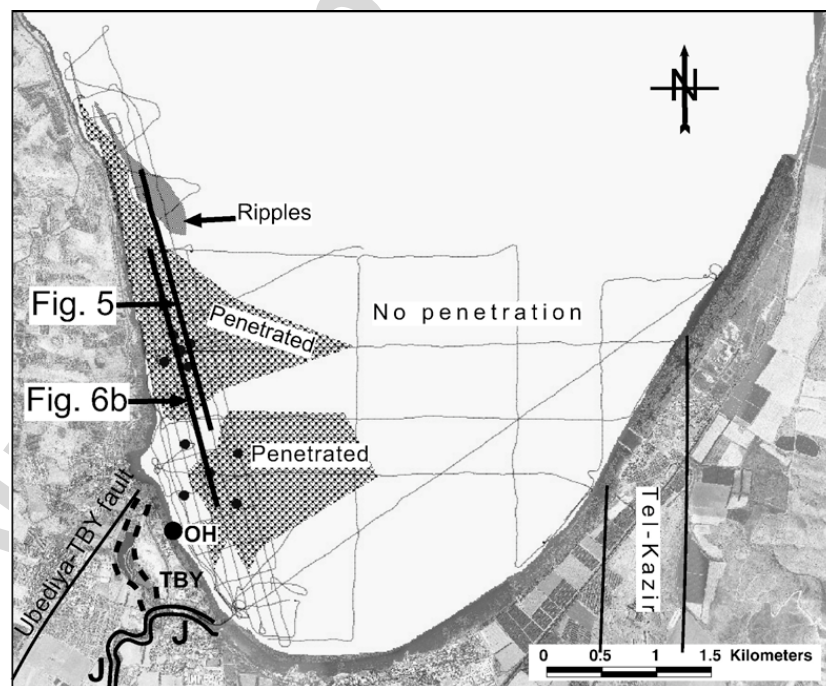 N
Ripples
Fig. 5
Penetrated
No penetration
Fig. 6b
Penetrated
OH
Ubediya-TBY fault
TBY
J
J
Tel-Kazir
0 0.5 1 1.5 Kilometers